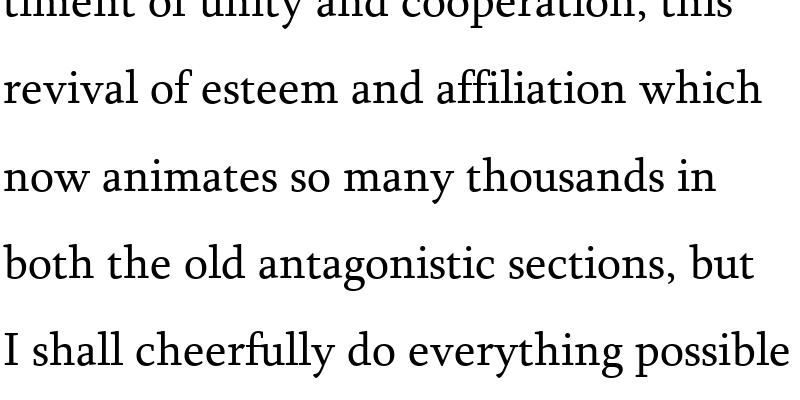 timent of unity and cooperation, this
revival of esteem and affiliation which
now animates so many thousands in
both the old antagonistic sections, but
I shall cheerfully do everything possible